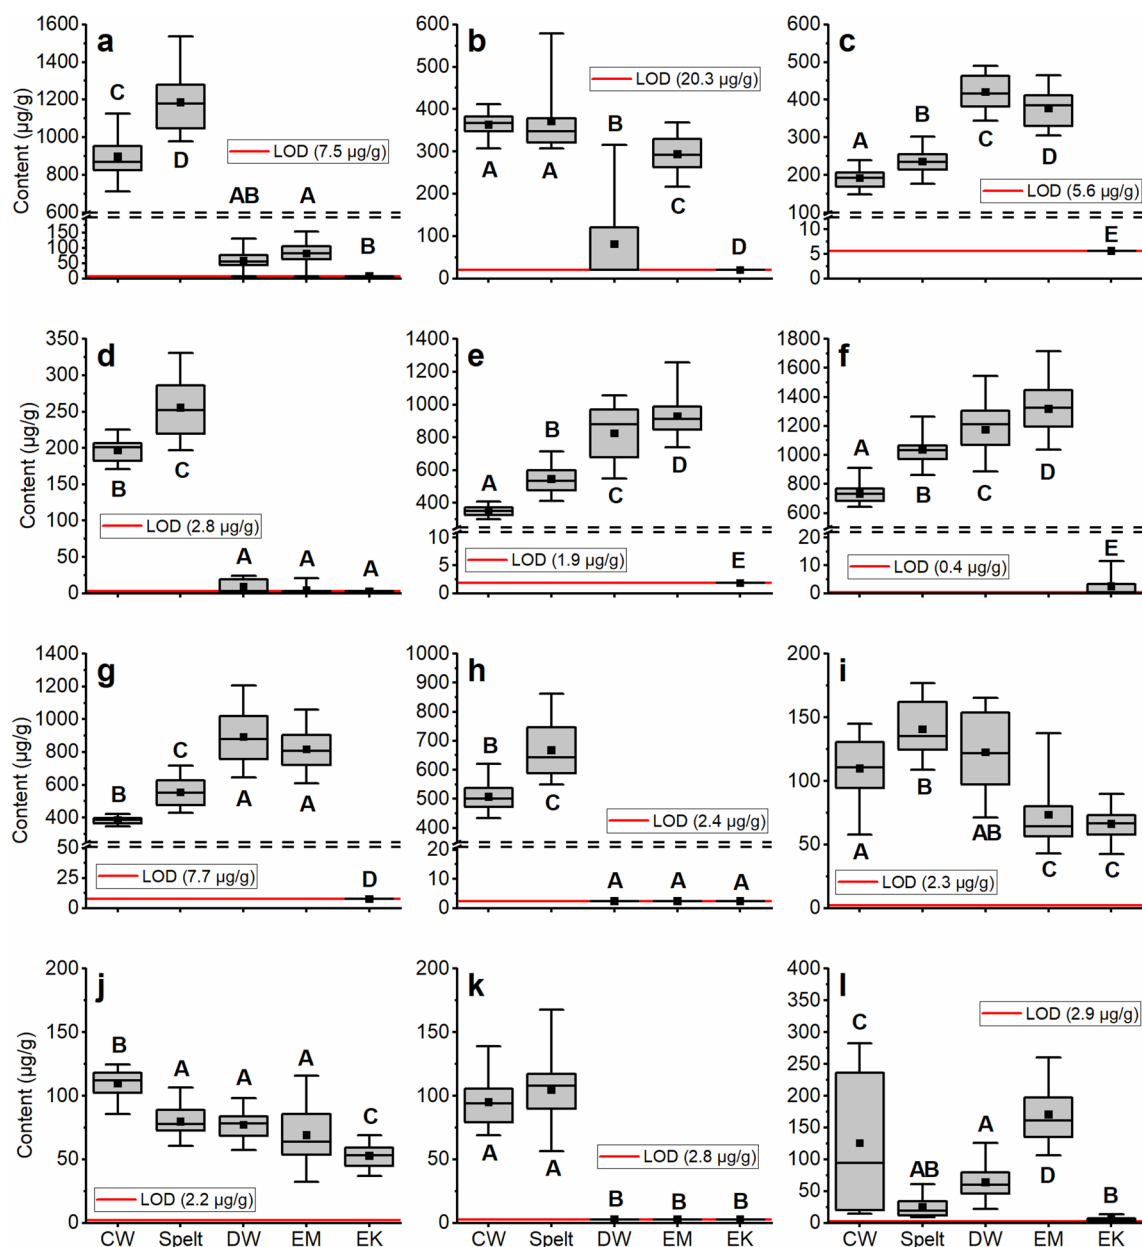 a
1600
1400
1200
1000
800
600
150
100
50
0
Content (µg/g)
C
D
AB
A
B
LOD (7.5 µg/g)
b
600
500
400
300
200
100
0
A
A
B
C
D
LOD (20.3 µg/g)
c
600
500
400
300
200
100
10
5
0
A
B
C
D
E
LOD (5.6 µg/g)
d
350
300
250
200
150
100
50
0
Content (µg/g)
B
C
A
A
A
LOD (2.8 µg/g)
e
1400
1200
1000
800
600
400
5
4
3
2
1
0
A
B
C
D
E
LOD (1.9 µg/g)
f
1800
1600
1400
1200
1000
800
600
20
10
0
A
B
C
D
E
LOD (0.4 µg/g)
g
1400
1200
1000
800
600
400
50
25
0
Content (µg/g)
B
C
A
A
D
LOD (7.7 µg/g)
h
1000
900
800
700
600
500
400
20
10
0
B
C
A
A
A
LOD (2.4 µg/g)
i
200
150
100
50
0
A
B
AB
C
C
LOD (2.3 µg/g)
j
200
150
100
50
0
Content (µg/g)
B
A
A
A
C
LOD (2.2 µg/g)
CW Spelt DW EM EK
k
200
150
100
50
0
A
A
B
B
B
LOD (2.8 µg/g)
CW Spelt DW EM EK
l
400
350
300
250
200
150
100
50
0
C
AB
A
D
B
LOD (2.9 µg/g)
CW Spelt DW EM EK